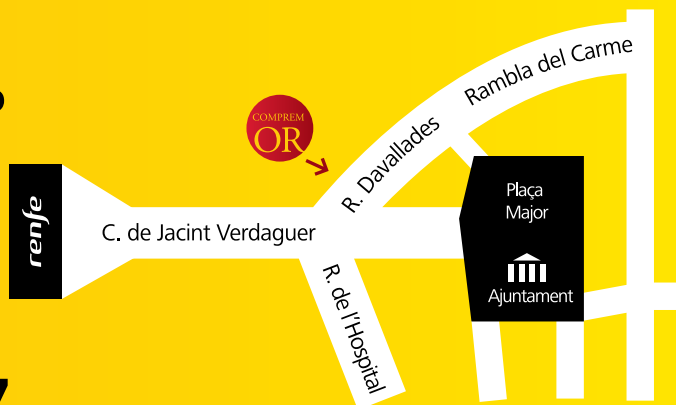 COMPREM
OR
Rambla del Carme
R. Davallades
renfe
C. de Jacint Verdaguer
Plaça
Major
Ajuntament
R. de l'Hospital